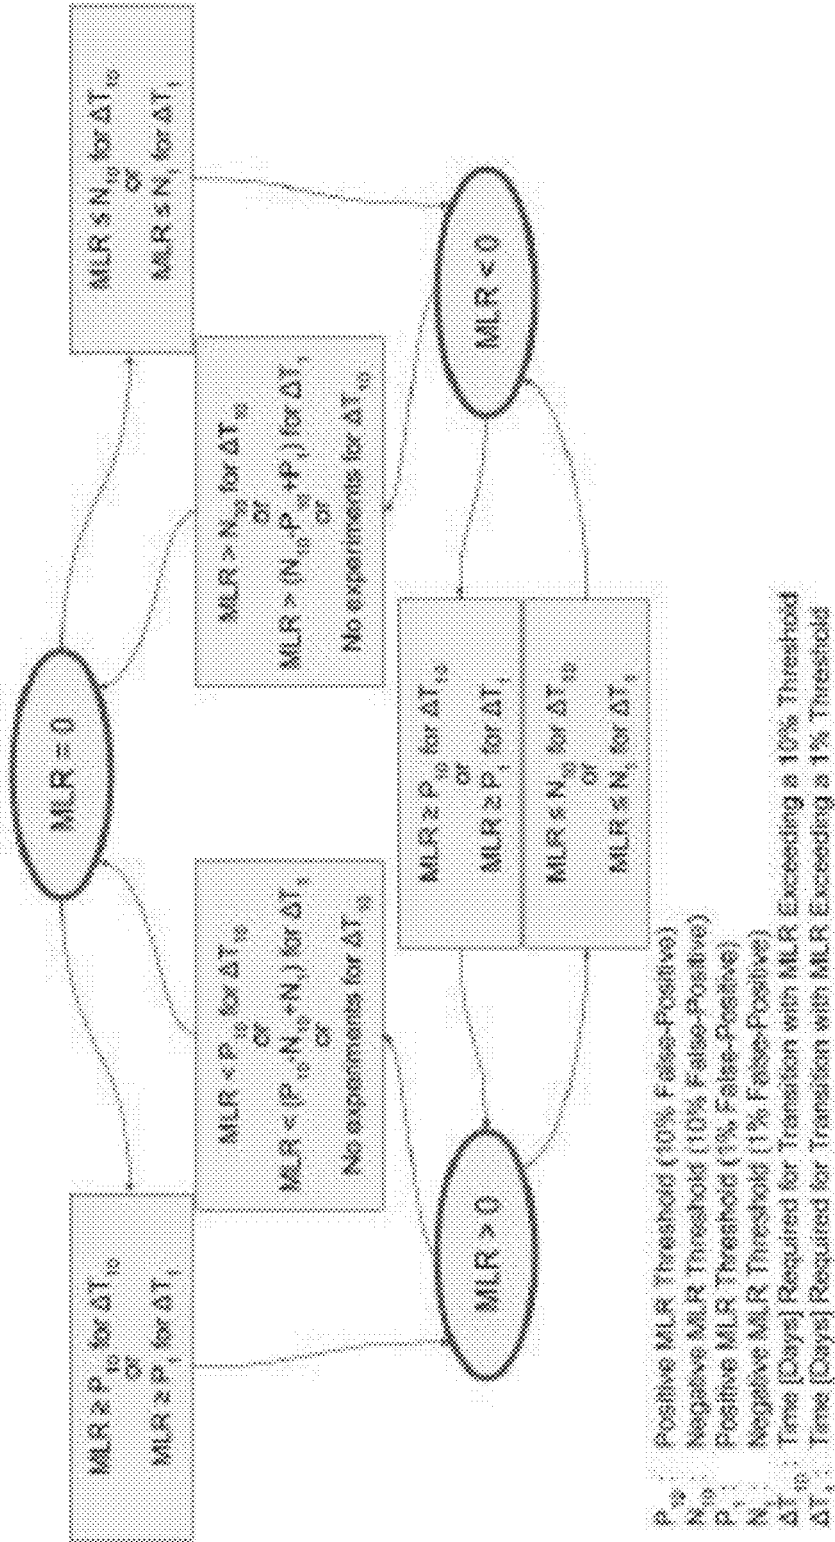 MLR ≥ P₁₀ for ΔT₁₀
or
MLR ≥ P₁ for ΔT₁
MLR = 0
MLR ≤ N₁₀ for ΔT₁₀
or
MLR ≤ N₁ for ΔT₁
MLR < P₁₀ for ΔT₁₀
or
MLR < (P₁₀-N₁₀+N₁) for ΔT₁
or
No experiments for ΔT₁₀
MLR > N₁₀ for ΔT₁₀
or
MLR > (N₁₀-P₁₀+P₁) for ΔT₁
or
No experiments for ΔT₁₀
MLR > 0
MLR ≥ P₁₀ for ΔT₁₀
or
MLR ≥ P₁ for ΔT₁
MLR ≤ N₁₀ for ΔT₁₀
or
MLR ≤ N₁ for ΔT₁
MLR < 0
P₁₀ : Positive MLR Threshold (10% False-Positive)
N₁₀ : Negative MLR Threshold (10% False-Positive)
P₁ : Positive MLR Threshold (1% False-Positive)
N₁ : Negative MLR Threshold (1% False-Positive)
ΔT₁₀ : Time [Days] Required for Transition with MLR Exceeding a 10% Threshold
ΔT₁ : Time [Days] Required for Transition with MLR Exceeding a 1% Threshold